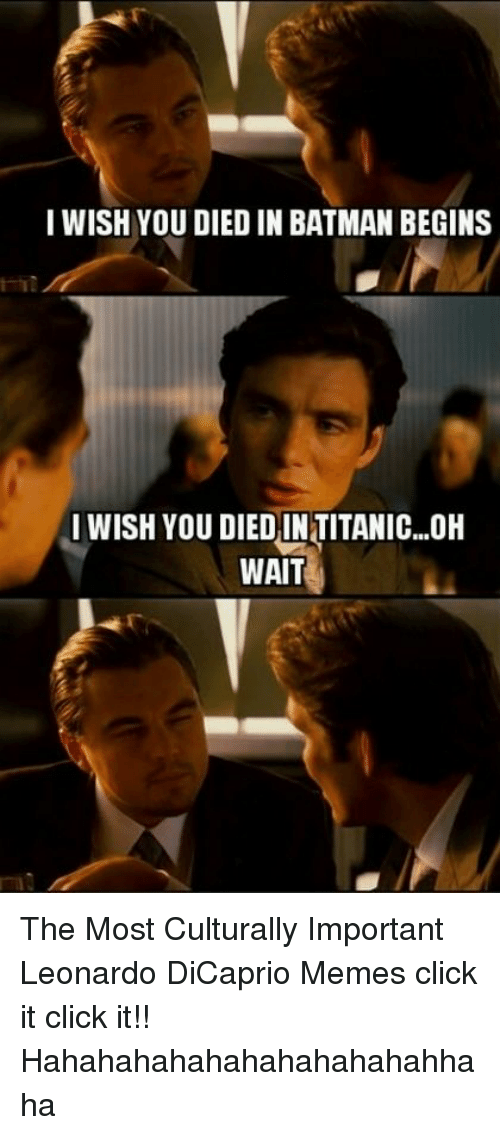 I WISH YOU DIED IN BATMAN BEGINS
I WISH YOU DIED IN TITANIC...OH
WAIT
The Most Culturally Important
Leonardo DiCaprio Memes click
it click it!!
Hahahahahahahahahahahahhha
ha